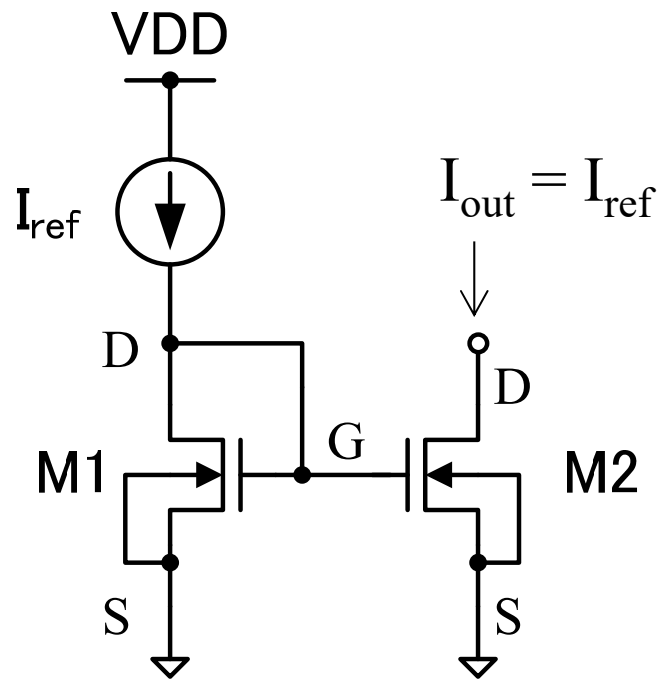 VDD
Iref
Iout = Iref
D
D
M1
G
M2
S
S